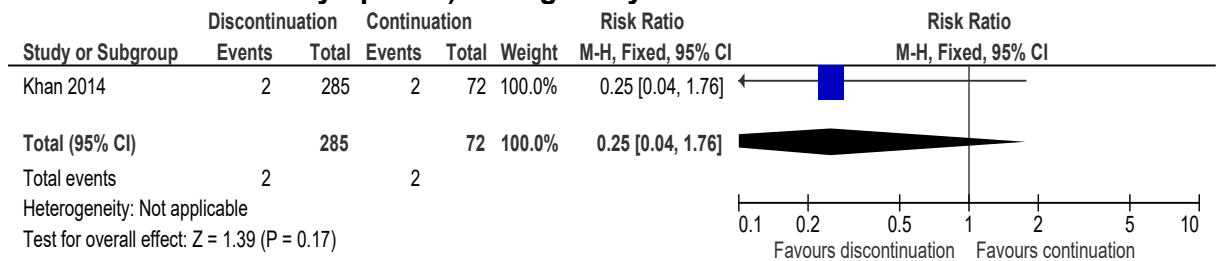 Discontinuation Continuation Risk Ratio Risk Ratio
Study or Subgroup Events Total Events Total Weight M-H, Fixed, 95% CI M-H, Fixed, 95% CI
Khan 2014 2 285 2 72 100.0% 0.25 [0.04, 1.76]
Total (95% CI) 285 72 100.0% 0.25 [0.04, 1.76]
Total events 2 2
Heterogeneity: Not applicable
Test for overall effect: Z = 1.39 (P = 0.17)
0.1 0.2 0.5 1 2 5 10
Favours discontinuation Favours continuation